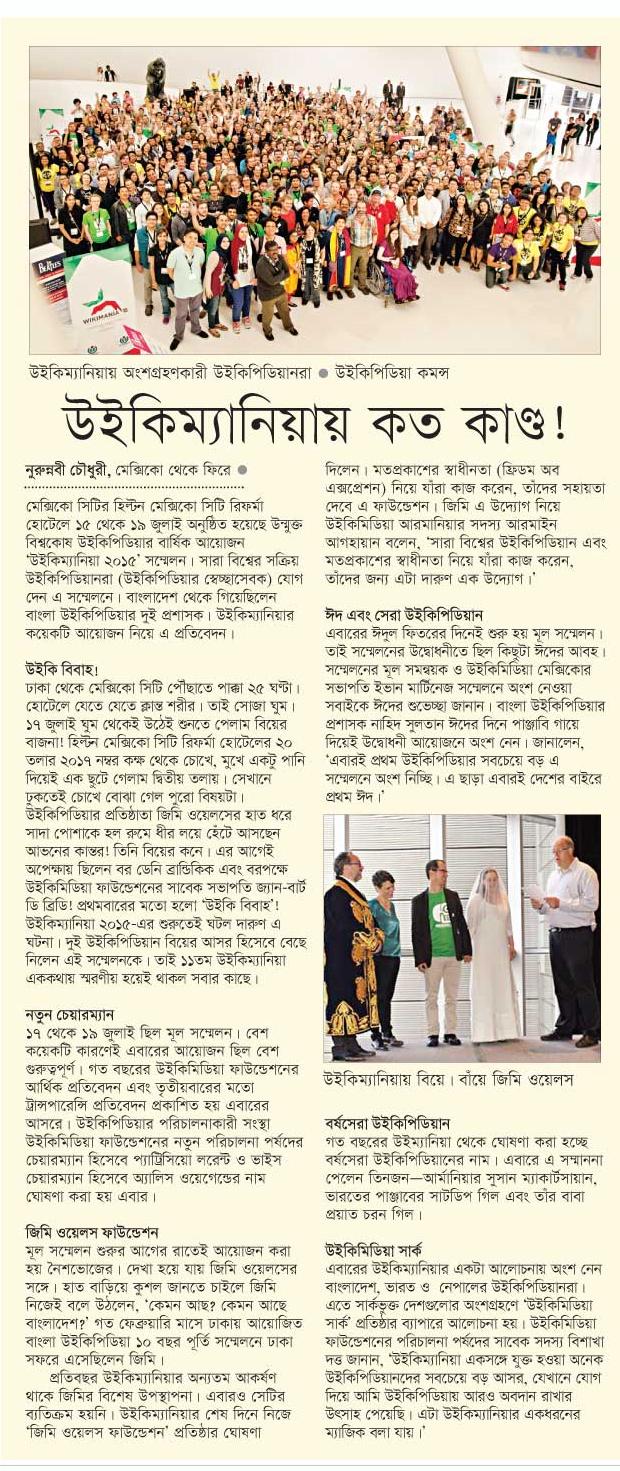 WIKIMANIA
উইকিম্যানিয়ায় অংশগ্রহণকারী উইকিপিডিয়ানরা ● উইকিপিডিয়া কমন্স
উইকিম্যানিয়ায় কত কাণ্ড!
নুরুন্নবী চৌধুরী, মেক্সিকো থেকে ফিরে ●
মেক্সিকো সিটির হিল্টন মেক্সিকো সিটি রিফর্মা
হোটেলে ১৫ থেকে ১৯ জুলাই অনুষ্ঠিত হয়েছে উন্মুক্ত
বিশ্বকোষ উইকিপিডিয়ার বার্ষিক আয়োজন
‘উইকিম্যানিয়া ২০১৫’ সম্মেলন। সারা বিশ্বের সক্রিয়
উইকিপিডিয়ানরা (উইকিপিডিয়ার স্বেচ্ছাসেবক) যোগ
দেন এ সম্মেলনে। বাংলাদেশ থেকে গিয়েছিলেন
বাংলা উইকিপিডিয়ার দুই প্রশাসক। উইকিম্যানিয়ার
কয়েকটি আয়োজন নিয়ে এ প্রতিবেদন।
উইকি বিবাহ!
ঢাকা থেকে মেক্সিকো সিটি পৌঁছাতে পাক্কা ২৫ ঘণ্টা।
হোটেলে যেতে যেতে ক্লান্ত শরীর। তাই সোজা ঘুম।
১৭ জুলাই ঘুম থেকেই উঠেই শুনতে পেলাম বিয়ের
বাজনা! হিল্টন মেক্সিকো সিটি রিফর্মা হোটেলের ২০
তলার ২০১৭ নম্বর কক্ষ থেকে চোখে, মুখে একটু পানি
দিয়েই এক ছুটে গেলাম দ্বিতীয় তলায়। সেখানে
ঢুকতেই চোখে বোঝা গেল পুরো বিষয়টা।
উইকিপিডিয়ার প্রতিষ্ঠাতা জিমি ওয়েলসের হাত ধরে
সাদা পোশাকে হল রুমে ধীর লয়ে হেঁটে আসছেন
আভনের কান্তর! তিনি বিয়ের কনে। এর আগেই
অপেক্ষায় ছিলেন বর ডেনি ব্রান্ডিকিক এবং বরপক্ষে
উইকিমিডিয়া ফাউন্ডেশনের সাবেক সভাপতি জ্যান-বার্ট
ডি ব্রিডি! প্রথমবারের মতো হলো ‘উইকি বিবাহ’!
উইকিম্যানিয়া ২০১৫-এর শুরুতেই ঘটল দারুণ এ
ঘটনা। দুই উইকিপিডিয়ান বিয়ের আসর হিসেবে বেছে
নিলেন এই সম্মেলনকে। তাই ১১তম উইকিম্যানিয়া
এককথায় স্মরণীয় হয়েই থাকল সবার কাছে।
নতুন চেয়ারম্যান
১৭ থেকে ১৯ জুলাই ছিল মূল সম্মেলন। বেশ
কয়েকটি কারণেই এবারের আয়োজন ছিল বেশ
গুরুত্বপূর্ণ। গত বছরের উইকিমিডিয়া ফাউন্ডেশনের
আর্থিক প্রতিবেদন এবং তৃতীয়বারের মতো
ট্রান্সপারেন্সি প্রতিবেদন প্রকাশিত হয় এবারের
আসরে। উইকিপিডিয়ার পরিচালনাকারী সংস্থা
উইকিমিডিয়া ফাউন্ডেশনের নতুন পরিচালনা পর্ষদের
চেয়ারম্যান হিসেবে প্যাট্রিসিয়ো লরেন্ট ও ভাইস
চেয়ারম্যান হিসেবে অ্যালিস ওয়েগেন্ডের নাম
ঘোষণা করা হয় এবার।
জিমি ওয়েলস ফাউন্ডেশন
মূল সম্মেলন শুরুর আগের রাতেই আয়োজন করা
হয় নৈশভোজের। দেখা হয়ে যায় জিমি ওয়েলসের
সঙ্গে। হাত বাড়িয়ে কুশল জানতে চাইলে জিমি
নিজেই বলে উঠলেন, ‘কেমন আছ? কেমন আছে
বাংলাদেশ?’ গত ফেব্রুয়ারি মাসে ঢাকায় আয়োজিত
বাংলা উইকিপিডিয়া ১০ বছর পূর্তি সম্মেলনে ঢাকা
সফরে এসেছিলেন জিমি।
প্রতিবছর উইকিম্যানিয়ার অন্যতম আকর্ষণ
থাকে জিমির বিশেষ উপস্থাপনা। এবারও সেটির
ব্যতিক্রম হয়নি। উইকিম্যানিয়ার শেষ দিনে নিজে
‘জিমি ওয়েলস ফাউন্ডেশন’ প্রতিষ্ঠার ঘোষণা
দিলেন। মতপ্রকাশের স্বাধীনতা (ফ্রিডম অব
এক্সপ্রেশন) নিয়ে যাঁরা কাজ করেন, তাঁদের সহায়তা
দেবে এ ফাউন্ডেশন। জিমি এ উদ্যোগ নিয়ে
উইকিমিডিয়া আরমানিয়ার সদস্য আরমাইন
আগহায়ান বলেন, ‘সারা বিশ্বের উইকিপিডিয়ান এবং
মতপ্রকাশের স্বাধীনতা নিয়ে যাঁরা কাজ করেন,
তাঁদের জন্য এটা দারুণ এক উদ্যোগ।’
ঈদ এবং সেরা উইকিপিডিয়ান
এবারের ঈদুল ফিতরের দিনেই শুরু হয় মূল সম্মেলন।
তাই সম্মেলনের উদ্বোধনীতে ছিল কিছুটা ঈদের আবহ।
সম্মেলনের মূল সমন্বয়ক ও উইকিমিডিয়া মেক্সিকোর
সভাপতি ইভান মার্টিনেজ সম্মেলনে অংশ নেওয়া
সবাইকে ঈদের শুভেচ্ছা জানান। বাংলা উইকিপিডিয়ার
প্রশাসক নাহিদ সুলতান ঈদের দিনে পাঞ্জাবি গায়ে
দিয়েই উদ্বোধনী আয়োজনে অংশ নেন। জানালেন,
‘এবারই প্রথম উইকিপিডিয়ার সবচেয়ে বড় এ
সম্মেলনে অংশ নিচ্ছি। এ ছাড়া এবারই দেশের বাইরে
প্রথম ঈদ।’
উইকিম্যানিয়ায় বিয়ে। বাঁয়ে জিমি ওয়েলস
বর্ষসেরা উইকিপিডিয়ান
গত বছরের উইম্যানিয়া থেকে ঘোষণা করা হচ্ছে
বর্ষসেরা উইকিপিডিয়ানের নাম। এবারে এ সম্মাননা
পেলেন তিনজন—আর্মানিয়ার সুসান ম্যাকার্টসায়ান,
ভারতের পাঞ্জাবের সাটডিপ গিল এবং তাঁর বাবা
প্রয়াত চরন গিল।
উইকিমিডিয়া সার্ক
এবারের উইকিম্যানিয়ার একটা আলোচনায় অংশ নেন
বাংলাদেশ, ভারত ও নেপালের উইকিপিডিয়ানরা।
এতে সার্কভুক্ত দেশগুলোর অংশগ্রহণে ‘উইকিমিডিয়া
সার্ক’ প্রতিষ্ঠার ব্যাপারে আলোচনা হয়। উইকিমিডিয়া
ফাউন্ডেশনের পরিচালনা পর্ষদের সাবেক সদস্য বিশাখা
দত্ত জানান, ‘উইকিম্যানিয়া একসঙ্গে যুক্ত হওয়া অনেক
উইকিপিডিয়ানদের সবচেয়ে বড় আসর, যেখানে যোগ
দিয়ে আমি উইকিপিডিয়ায় আরও অবদান রাখার
উৎসাহ পেয়েছি। এটা উইকিম্যানিয়ার একধরনের
ম্যাজিক বলা যায়।’